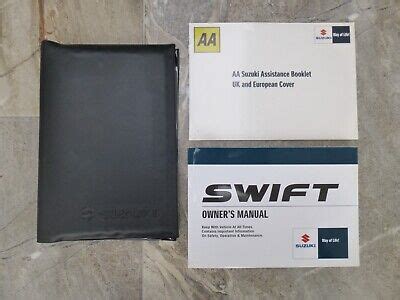 SUZUKI
AA
SUZUKI
Way of Life!
AA Suzuki Assistance Booklet
UK and European Cover
SWIFT
OWNER'S MANUAL
Keep With Vehicle At All Times.
Contains Important Information
On Safety, Operation & Maintenance.
SUZUKI
Way of Life!